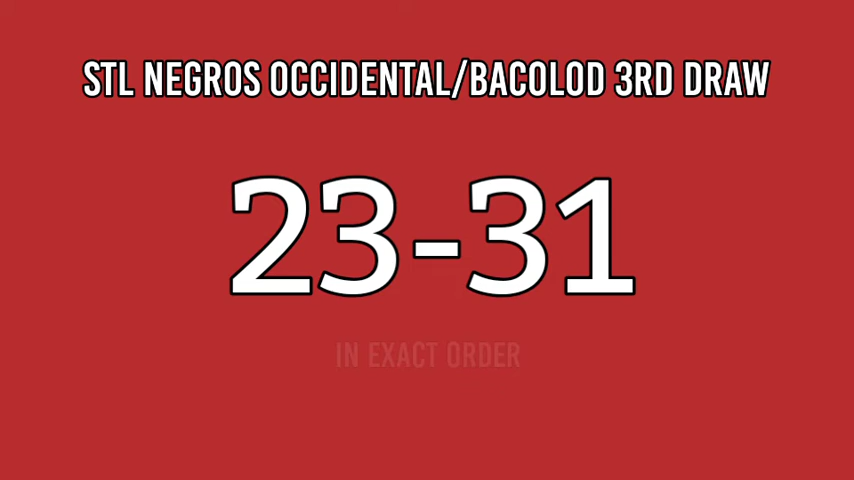 STL NEGROS OCCIDENTAL/BACOLOD 3RD DRAW
23-31
IN EXACT ORDER